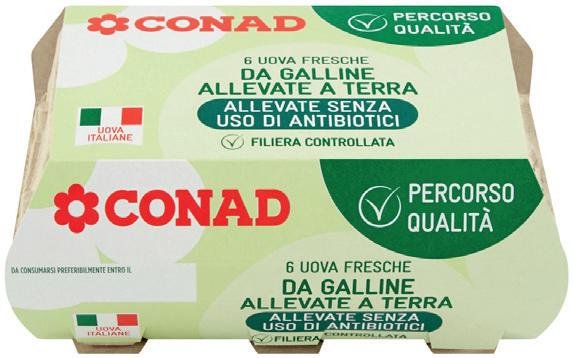 CONAD
PERCORSO
QUALITÀ
6 UOVA FRESCHE
DA GALLINE
ALLEVATE A TERRA
ALLEVATE SENZA
USO DI ANTIBIOTICI
FILIERA CONTROLLATA
UOVA
ITALIANE
CONAD
PERCORSO
QUALITÀ
DA CONSUMARSI PREFERIBILMENTE ENTRO IL
6 UOVA FRESCHE
DA GALLINE
ALLEVATE A TERRA
ALLEVATE SENZA
USO DI ANTIBIOTICI
FILIERA CONTROLLATA
UOVA
ITALIANE